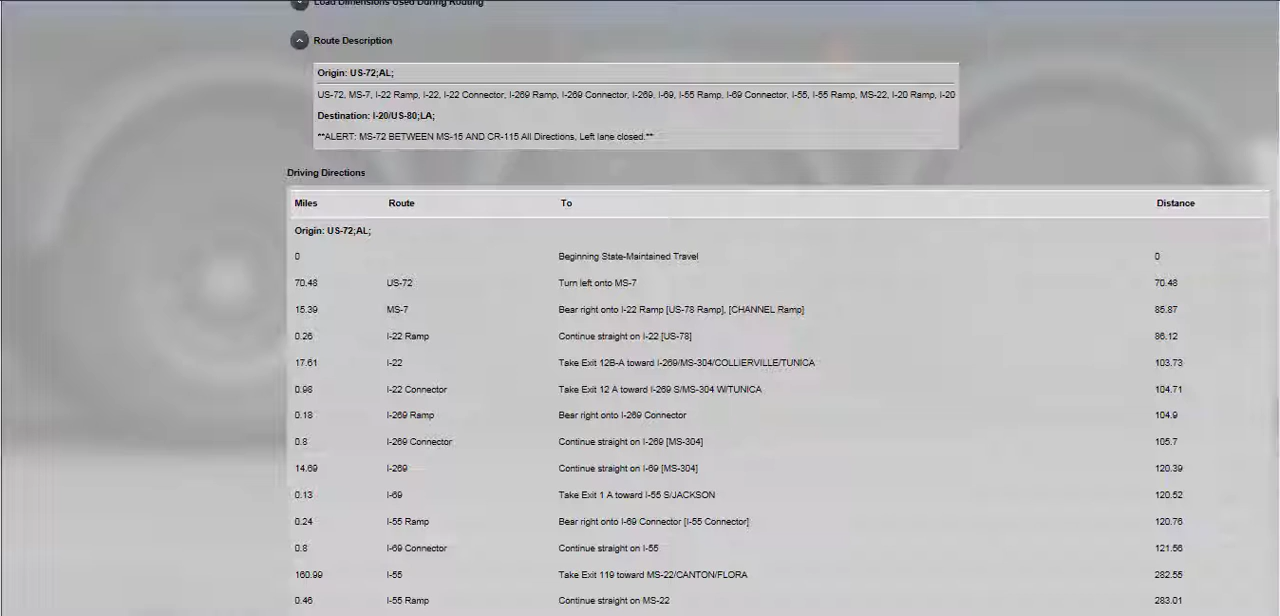 Load Dimensions Used During Routing
Route Description
Origin: US-72;AL;
US-72, MS-7, I-22 Ramp, I-22, I-22 Connector, I-269 Ramp, I-269 Connector, I-269, I-69, I-55 Ramp, I-69 Connector, I-55, I-55 Ramp, MS-22, I-20 Ramp, I-20
Destination: I-20/US-80;LA;
**ALERT: MS-72 BETWEEN MS-15 AND CR-115 All Directions, Left lane closed.**
Driving Directions
Miles Route To Distance
Origin: US-72;AL;
0 Beginning State-Maintained Travel 0
70.48 US-72 Turn left onto MS-7 70.48
15.39 MS-7 Bear right onto I-22 Ramp [US-78 Ramp], [CHANNEL Ramp] 85.87
0.26 I-22 Ramp Continue straight on I-22 [US-78] 86.12
17.61 I-22 Take Exit 12B-A toward I-269/MS-304/COLLIERVILLE/TUNICA 103.73
0.98 I-22 Connector Take Exit 12 A toward I-269 S/MS-304 W/TUNICA 104.71
0.18 I-269 Ramp Bear right onto I-269 Connector 104.9
0.8 I-269 Connector Continue straight on I-269 [MS-304] 105.7
14.69 I-269 Continue straight on I-69 [MS-304] 120.39
0.13 I-69 Take Exit 1 A toward I-55 S/JACKSON 120.52
0.24 I-55 Ramp Bear right onto I-69 Connector [I-55 Connector] 120.76
0.8 I-69 Connector Continue straight on I-55 121.56
160.99 I-55 Take Exit 119 toward MS-22/CANTON/FLORA 282.55
0.46 I-55 Ramp Continue straight on MS-22 283.01